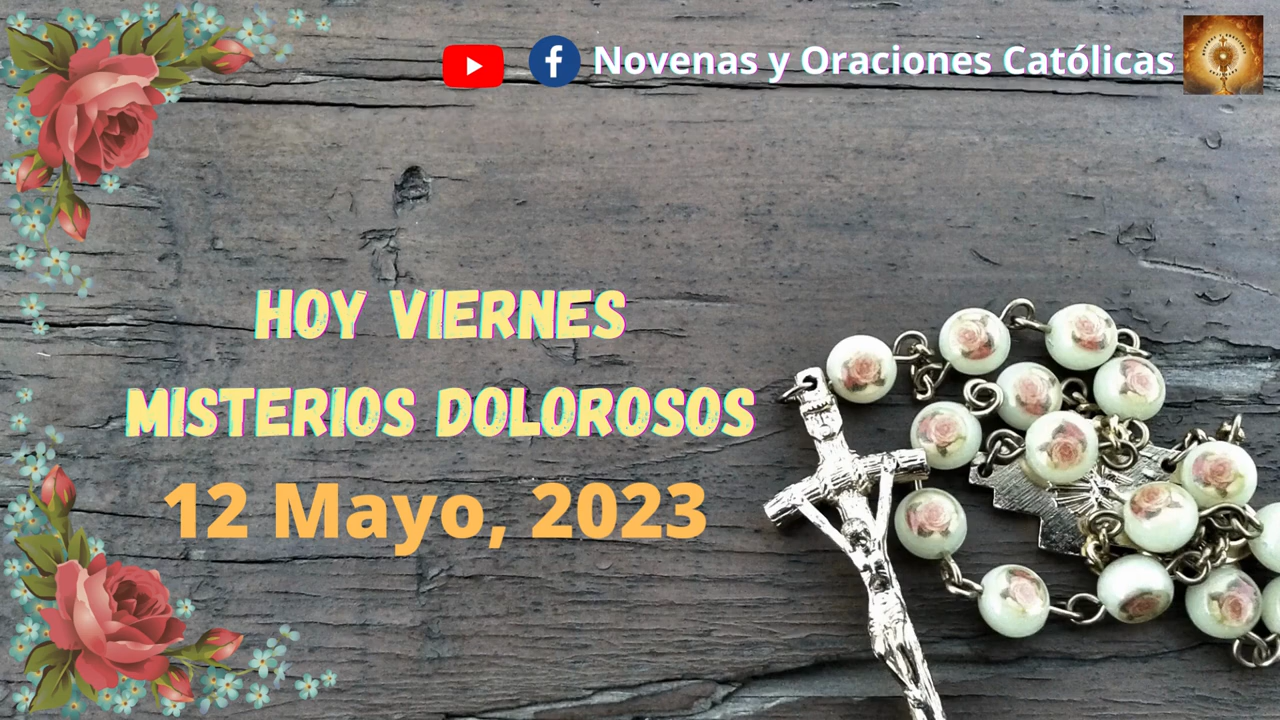 Novenas y Oraciones Católicas
HOY VIERNES
MISTERIOS DOLOROSOS
12 Mayo, 2023